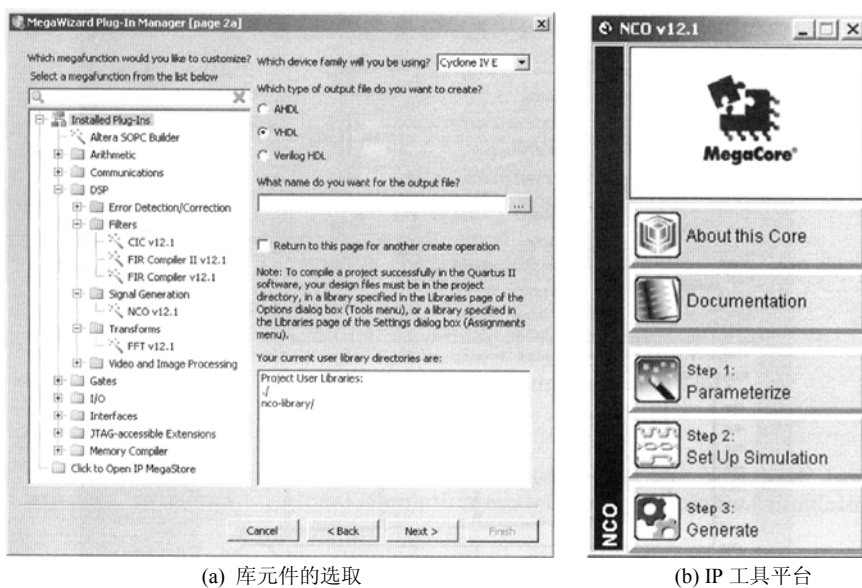 MegaWizard Plug-In Manager [page 2a]
Which megafunction would you like to customize?
Select a megafunction from the list below
Installed Plug-Ins
Altera SOPC Builder
Arithmetic
Communications
DSP
Error Detection/Correction
Filters
CIC v12.1
FIR Compiler II v12.1
FIR Compiler v12.1
Signal Generation
NCO v12.1
Transforms
FFT v12.1
Video and Image Processing
Gates
I/O
Interfaces
JTAG-accessible Extensions
Memory Compiler
Click to Open IP MegaStore
Which device family will you be using? Cyclone IV E
Which type of output file do you want to create?
AHDL
VHDL
Verilog HDL
What name do you want for the output file?
...
Return to this page for another create operation
Note: To compile a project successfully in the Quartus II
software, your design files must be in the project
directory, in a library specified in the Libraries page of the
Options dialog box (Tools menu), or a library specified in
the Libraries page of the Settings dialog box (Assignments
menu).
Your current user library directories are:
Project User Libraries:
./
nco-library/
Cancel < Back Next > Finish
(a) 库元件的选取
NCO v12.1
MegaCore®
About this Core
Documentation
Step 1:
Parameterize
Step 2:
Set Up Simulation
Step 3:
Generate
NCO
(b) IP 工具平台